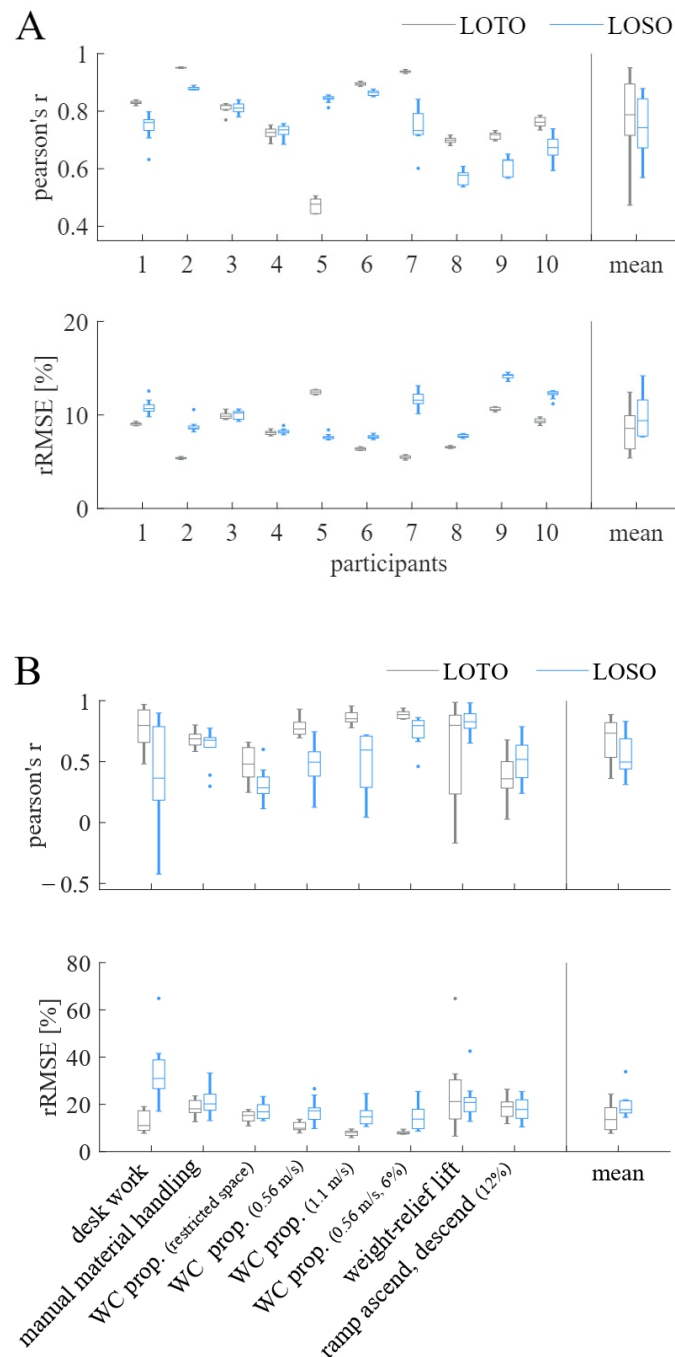 A
LOTO LOSO
pearson's r
1
0.8
0.6
0.4
1 2 3 4 5 6 7 8 9 10 mean
rRMSE [%]
20
10
0
1 2 3 4 5 6 7 8 9 10 mean
participants
B
LOTO LOSO
pearson's r
1
0.5
0
−0.5
rRMSE [%]
80
60
40
20
0
desk work
manual material handling
WC prop. (restricted space)
WC prop. (0.56 m/s)
WC prop. (1.1 m/s)
WC prop. (0.56 m/s, 6%)
weight-relief lift
ramp ascend, descend (12%)
mean